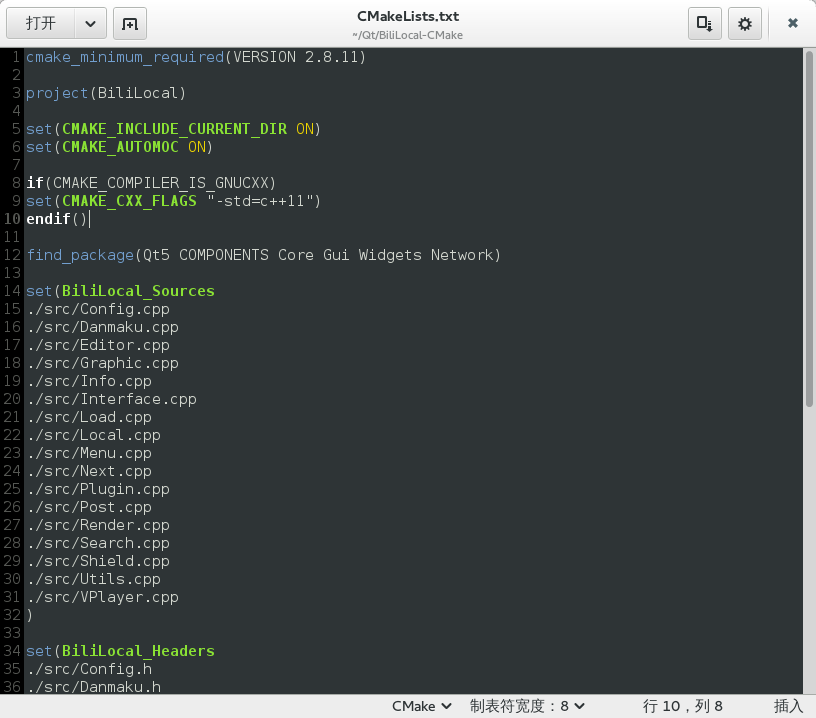 打开
CMakeLists.txt
~/Qt/BiliLocal-CMake
1 cmake_minimum_required(VERSION 2.8.11)
2
3 project(BiliLocal)
4
5 set(CMAKE_INCLUDE_CURRENT_DIR ON)
6 set(CMAKE_AUTOMOC ON)
7
8 if(CMAKE_COMPILER_IS_GNUCXX)
9 set(CMAKE_CXX_FLAGS "-std=c++11")
10 endif()
11
12 find_package(Qt5 COMPONENTS Core Gui Widgets Network)
13
14 set(BiliLocal_Sources
15 ./src/Config.cpp
16 ./src/Danmaku.cpp
17 ./src/Editor.cpp
18 ./src/Graphic.cpp
19 ./src/Info.cpp
20 ./src/Interface.cpp
21 ./src/Load.cpp
22 ./src/Local.cpp
23 ./src/Menu.cpp
24 ./src/Next.cpp
25 ./src/Plugin.cpp
26 ./src/Post.cpp
27 ./src/Render.cpp
28 ./src/Search.cpp
29 ./src/Shield.cpp
30 ./src/Utils.cpp
31 ./src/VPlayer.cpp
32 )
33
34 set(BiliLocal_Headers
35 ./src/Config.h
36 ./src/Danmaku.h
CMake 制表符宽度：8 行 10，列 8 插入